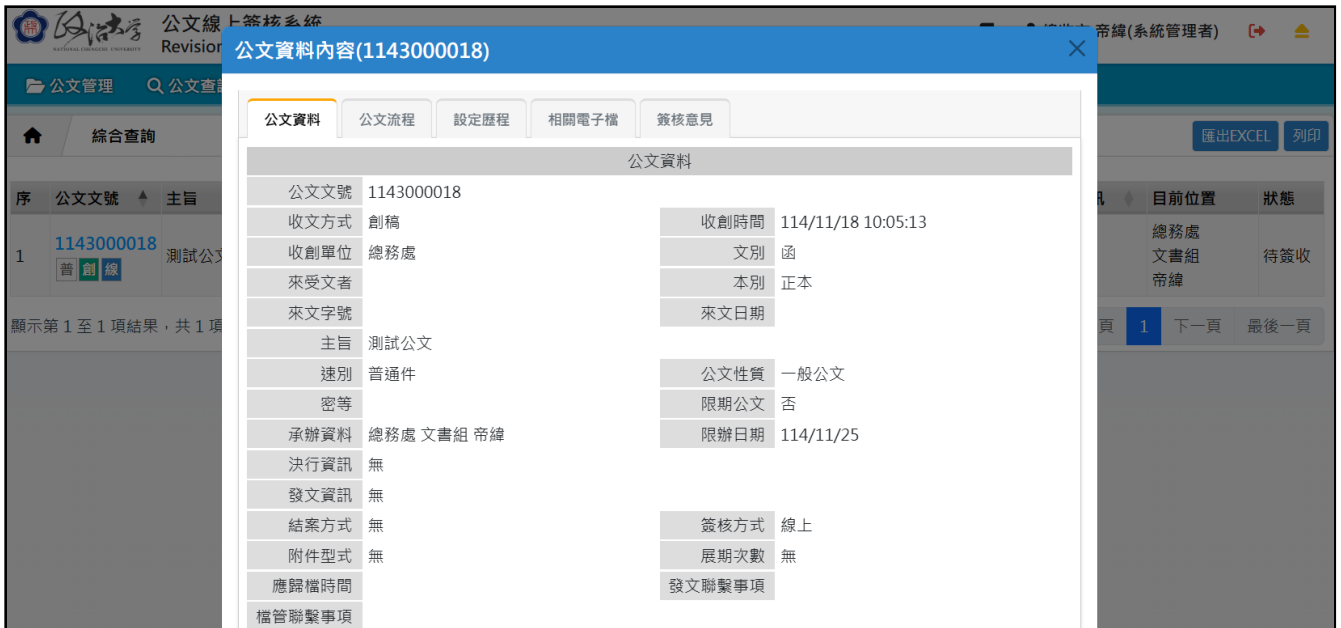 政治大學 公文線上簽核系統
NATIONAL CHENGCHI UNIVERSITY Revision
帝緯(系統管理者)
公文資料內容(1143000018)
公文管理 公文查
公文資料 公文流程 設定歷程 相關電子檔 簽核意見
綜合查詢 匯出EXCEL 列印
公文資料
序 公文文號 主旨 目前位置 狀態
1 1143000018 測試公文 總務處 文書組 帝緯 待簽收
普 創 線
顯示第 1 至 1 項結果，共 1 項 頁 1 下一頁 最後一頁
公文文號 1143000018
收文方式 創稿 收創時間 114/11/18 10:05:13
收創單位 總務處 文別 函
來受文者 本別 正本
來文字號 來文日期
主旨 測試公文
速別 普通件 公文性質 一般公文
密等 限期公文 否
承辦資料 總務處 文書組 帝緯 限辦日期 114/11/25
決行資訊 無
發文資訊 無
結案方式 無 簽核方式 線上
附件型式 無 展期次數 無
應歸檔時間 發文聯繫事項
檔管聯繫事項